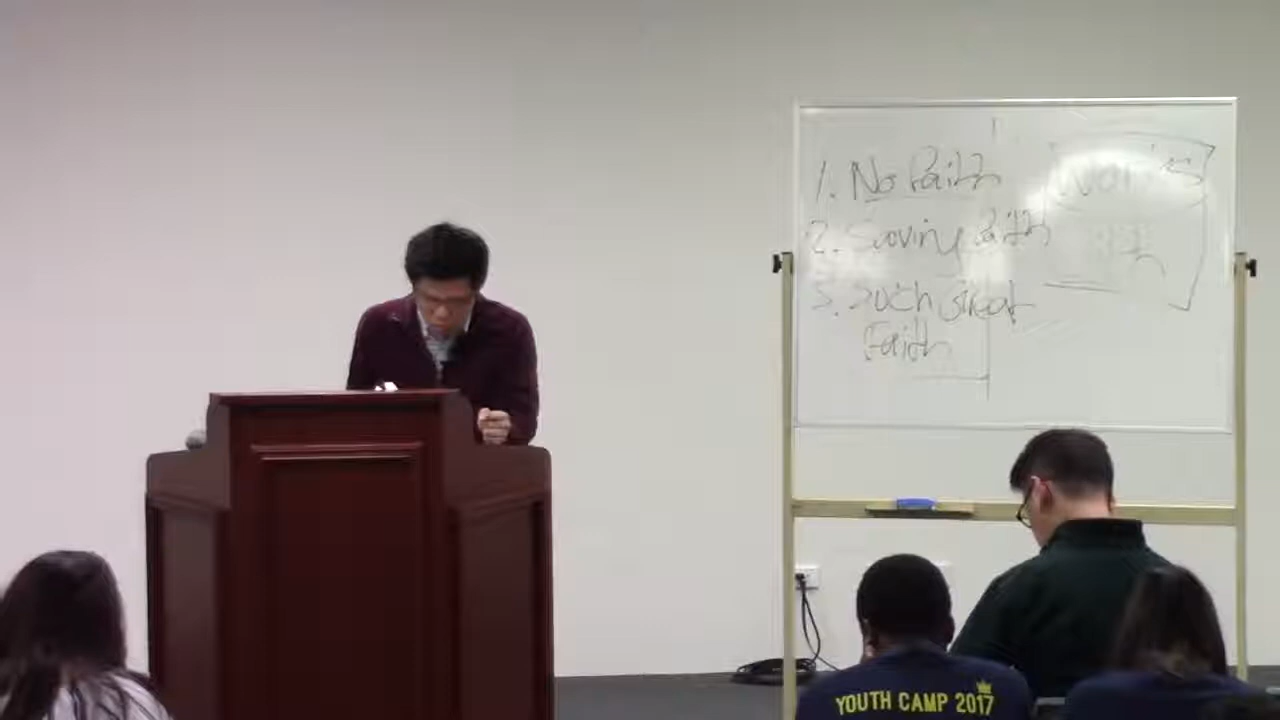 1. No Faith
2. Saving Faith
3. Such Great
Faith
YOUTH CAMP 2017